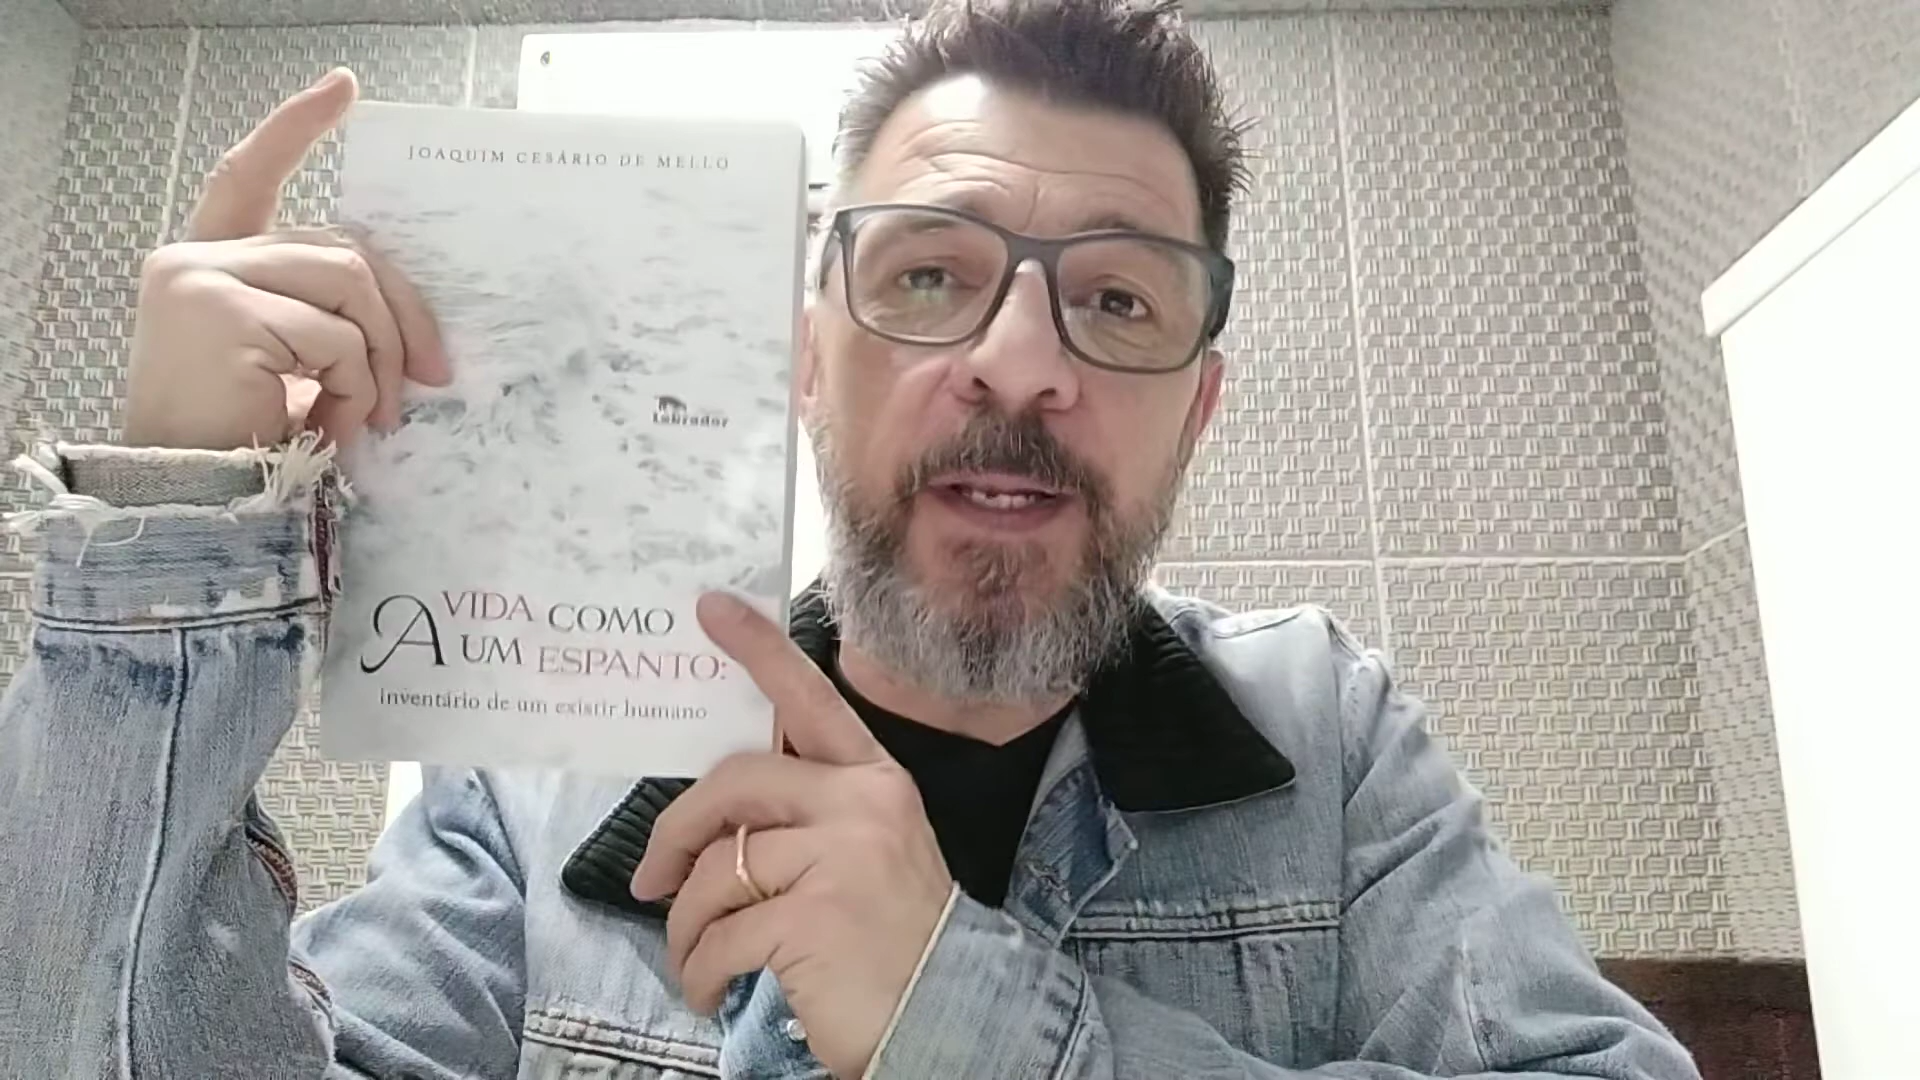 JOAQUIM CESÁRIO DE MELLO
Labrador
A VIDA COMO
UM ESPANTO:
inventário de um existir humano